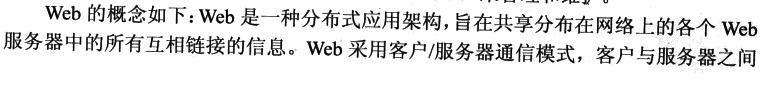 Web 的概念如下：Web 是一种分布式应用架构，旨在共享分布在网络上的各个 Web
服务器中的所有互相链接的信息。Web 采用客户/服务器通信模式，客户与服务器之间